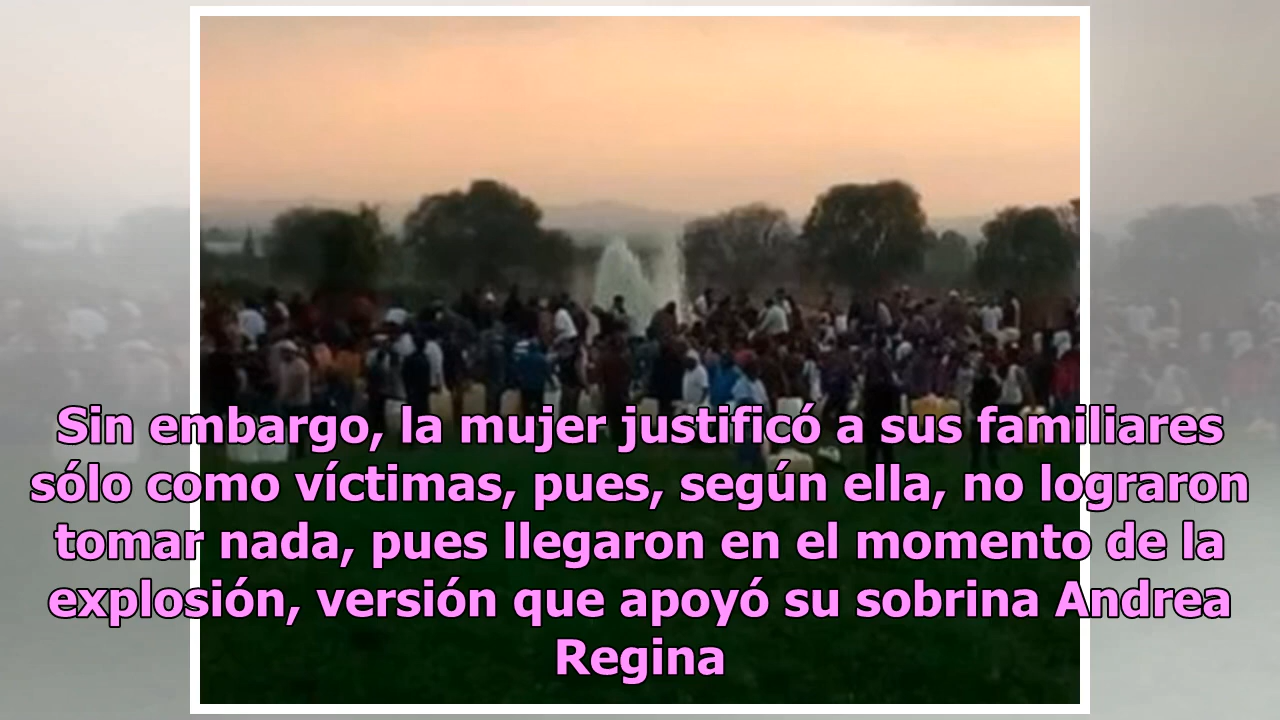 Sin embargo, la mujer justificó a sus familiares
sólo como víctimas, pues, según ella, no lograron
tomar nada, pues llegaron en el momento de la
explosión, versión que apoyó su sobrina Andrea
Regina